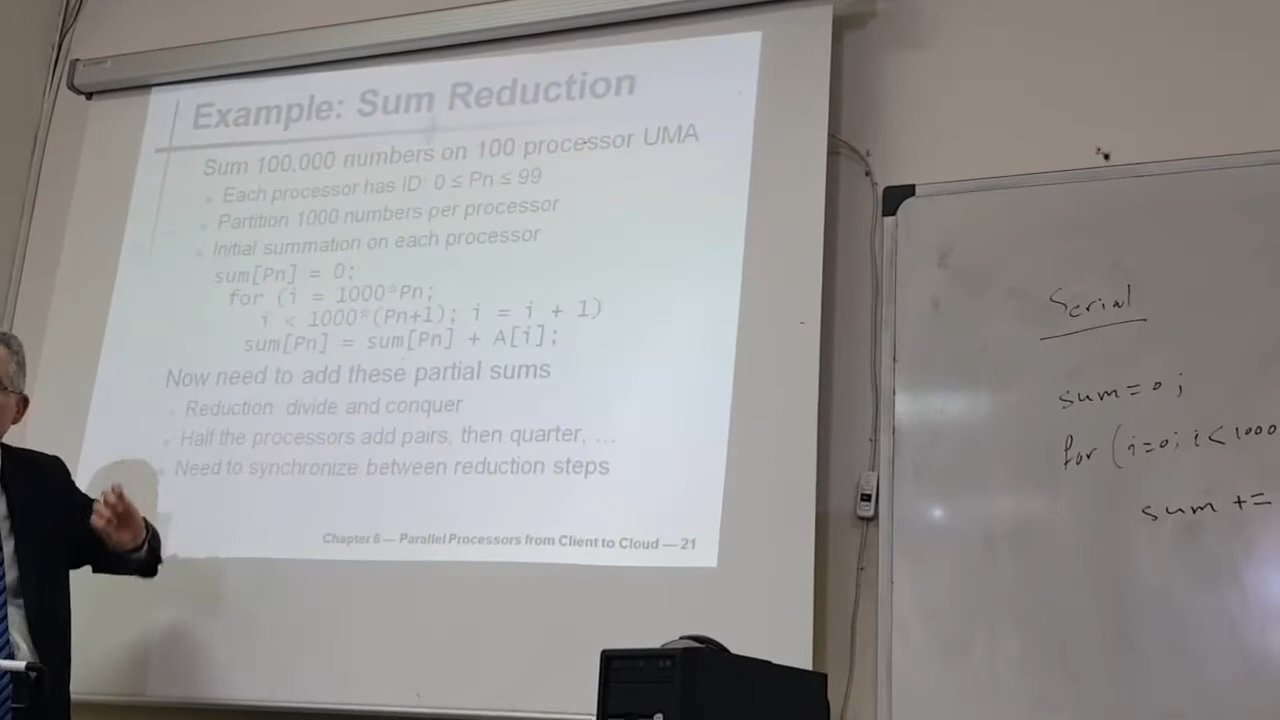 Example: Sum Reduction
Sum 100,000 numbers on 100 processor UMA
Each processor has ID: 0 ≤ Pn ≤ 99
Partition 1000 numbers per processor
Initial summation on each processor
sum[Pn] = 0;
for (i = 1000*Pn;
i < 1000*(Pn+1); i = i + 1)
sum[Pn] = sum[Pn] + A[i];
Now need to add these partial sums
Reduction: divide and conquer
Half the processors add pairs, then quarter, …
Need to synchronize between reduction steps
Chapter 6 — Parallel Processors from Client to Cloud — 21
Serial
sum=0;
for (i=0; i<1000
sum +=